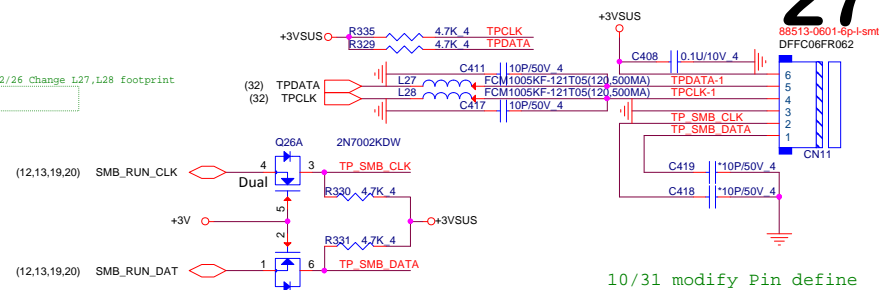 27
+3VSUS
88513-0601-6p-l-smt
DFFC06FR062
+3VSUS
R335 4.7K_4 TPCLK
R329 4.7K_4 TPDATA
C408 0.1U/10V_4
2/26 Change L27,L28 footprint
C411 10P/50V_4
(32) TPDATA L27 FCM1005KF-121T05(120,500MA) TPDATA-1
(32) TPCLK L28 FCM1005KF-121T05(120,500MA) TPCLK-1
C417 10P/50V_4
TP_SMB_CLK
TP_SMB_DATA
6
5
4
3
2
1
CN11
Q26A 2N7002KDW
(12,13,19,20) SMB_RUN_CLK 4 3 TP_SMB_CLK
Dual
5
R330 4.7K_4
C419 *10P/50V_4
C418 *10P/50V_4
+3V
+3VSUS
2
R331 4.7K_4
(12,13,19,20) SMB_RUN_DAT 1 6 TP_SMB_DATA
10/31 modify Pin define